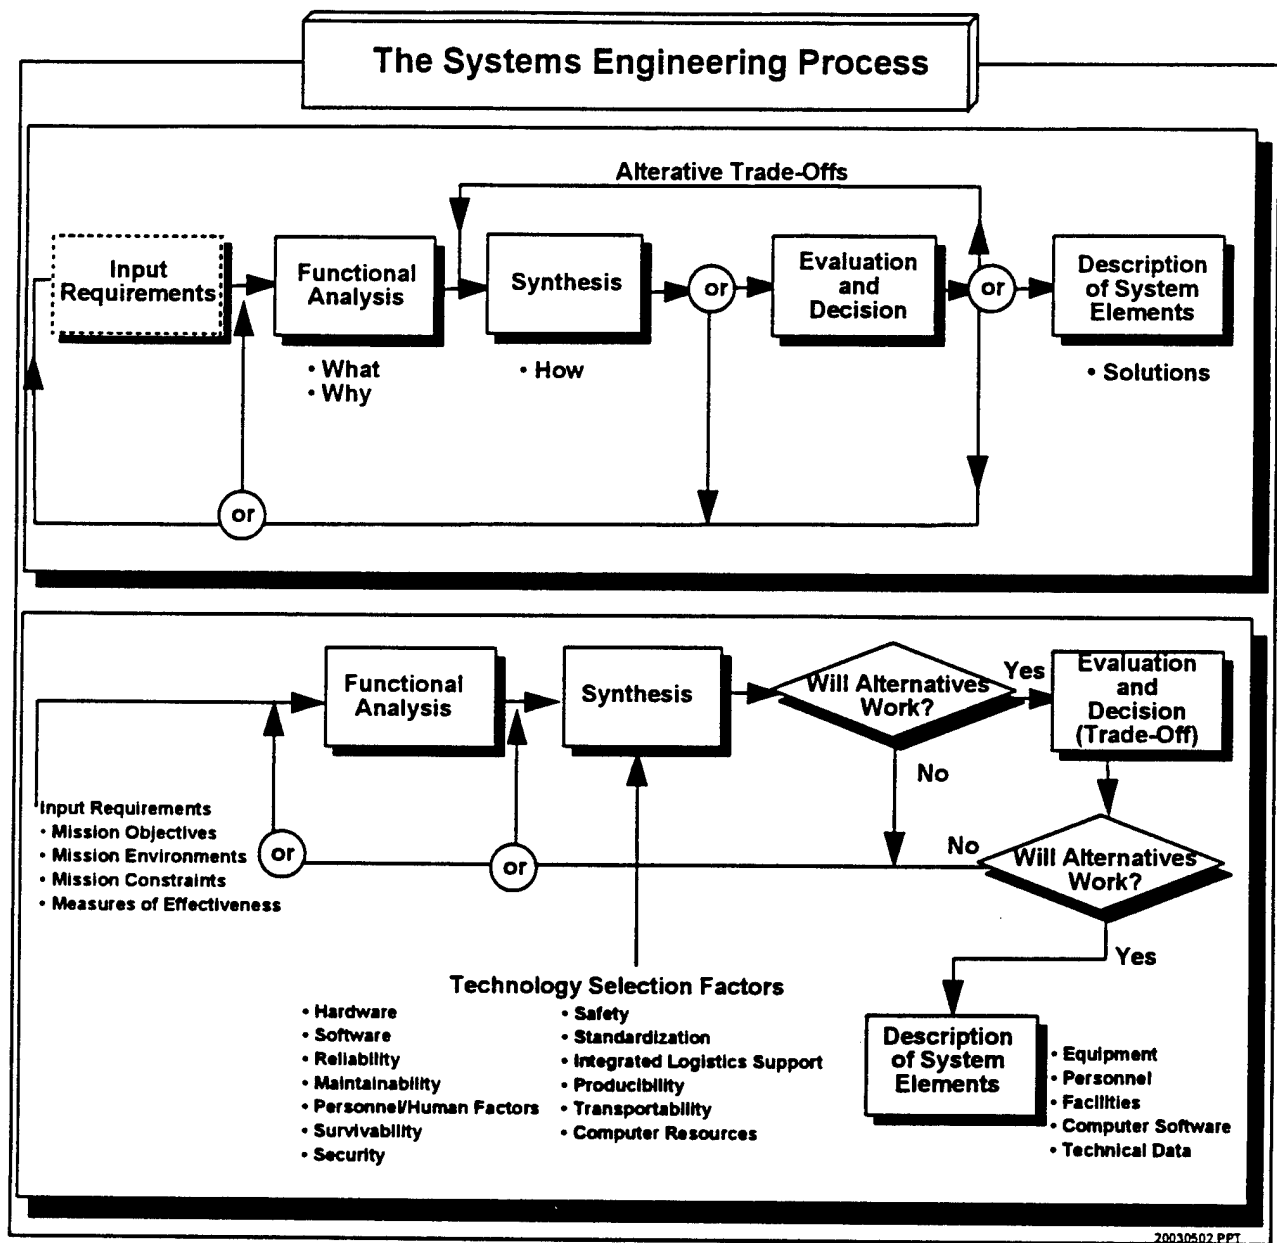 The Systems Engineering Process
Alterative Trade-Offs
Input
Requirements
Functional
Analysis
Synthesis
or
Evaluation
and
Decision
or
Description
of System
Elements
• What
• Why
• How
• Solutions
or
Functional
Analysis
Synthesis
Will Alternatives
Work?
Yes
Evaluation
and
Decision
(Trade-Off)
No
Input Requirements
• Mission Objectives
• Mission Environments
• Mission Constraints
• Measures of Effectiveness
or
or
No
Will Alternatives
Work?
Yes
Technology Selection Factors
• Hardware
• Software
• Reliability
• Maintainability
• Personnel/Human Factors
• Survivability
• Security
• Safety
• Standardization
• Integrated Logistics Support
• Producibility
• Transportability
• Computer Resources
Description
of System
Elements
• Equipment
• Personnel
• Facilities
• Computer Software
• Technical Data
20030502.PPT